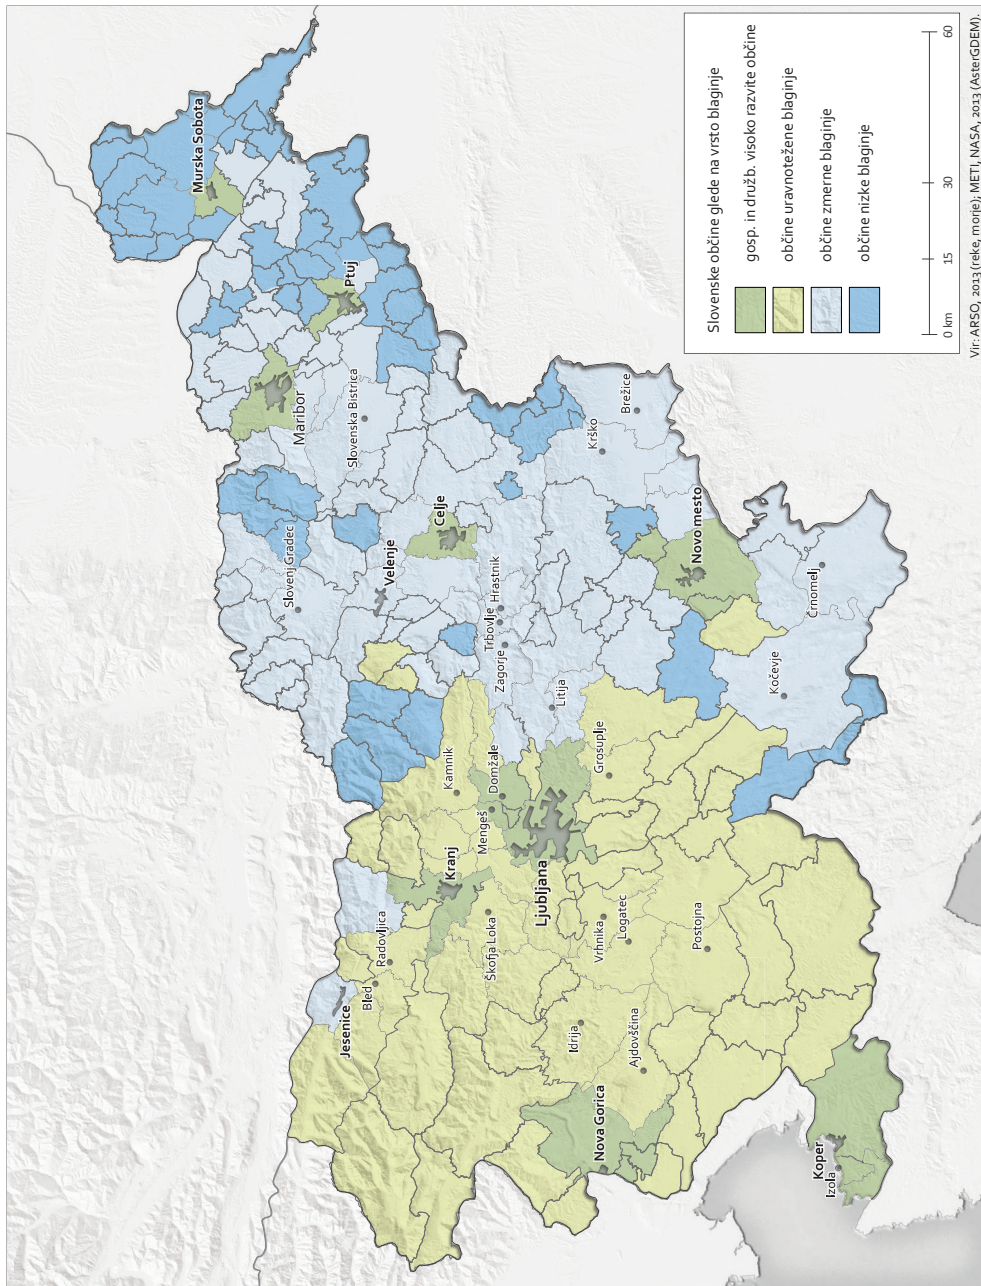 Murska Sobota
Ptuj
Maribor
Slovenska Bistrica
Slovenj Gradec
Velenje
Celje
Brežice
Krško
Novo mesto
Črnomelj
Kočevje
Hrastnik
Trbovlje
Zagorje
Litija
Grosuplje
Kamnik
Domžale
Mengeš
Ljubljana
Kranj
Radovljica
Škofja Loka
Bled
Jesenice
Vrhnika
Logatec
Postojna
Idrija
Ajdovščina
Nova Gorica
Koper
Izola
Slovenske občine glede na vrsto blaginje
gosp. in družb. visoko razvite občine
občine uravnotežene blaginje
občine zmerne blaginje
občine nizke blaginje
0 km 15 30 60
Vir: ARSO, 2013 (reke, morje); METI, NASA, 2013 (AsterGDEM).